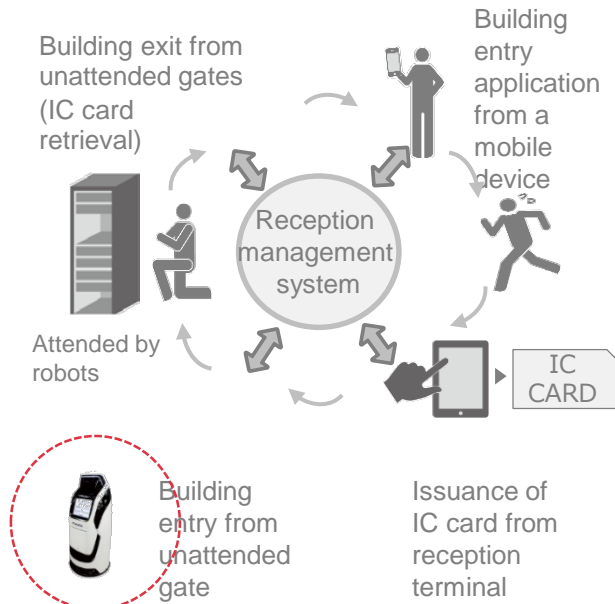 Building exit from
unattended gates
(IC card
retrieval)
Building
entry
application
from a
mobile
device
Reception
management
system
Attended by
robots
IC
CARD
Building
entry from
unattended
gate
Issuance of
IC card from
reception
terminal